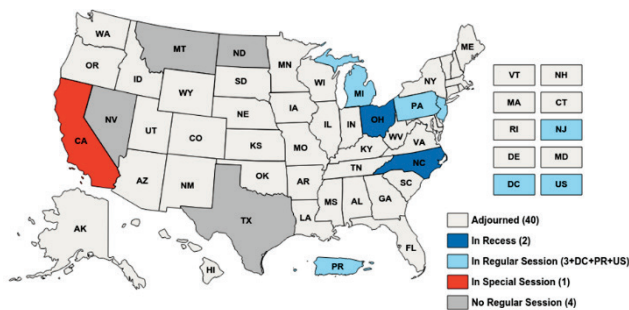 WA
MT
ND
MN
ME
OR
ID
SD
WI
MI
NY
WY
IA
PA
NE
NV
IL
IN
OH
UT
CO
WV
VA
CA
KS
MO
KY
NC
TN
AZ
NM
OK
AR
SC
MS
AL
GA
TX
LA
FL
AK
HI
PR
VT
NH
MA
CT
RI
NJ
DE
MD
DC
US
Adjourned (40)
In Recess (2)
In Regular Session (3+DC+PR+US)
In Special Session (1)
No Regular Session (4)